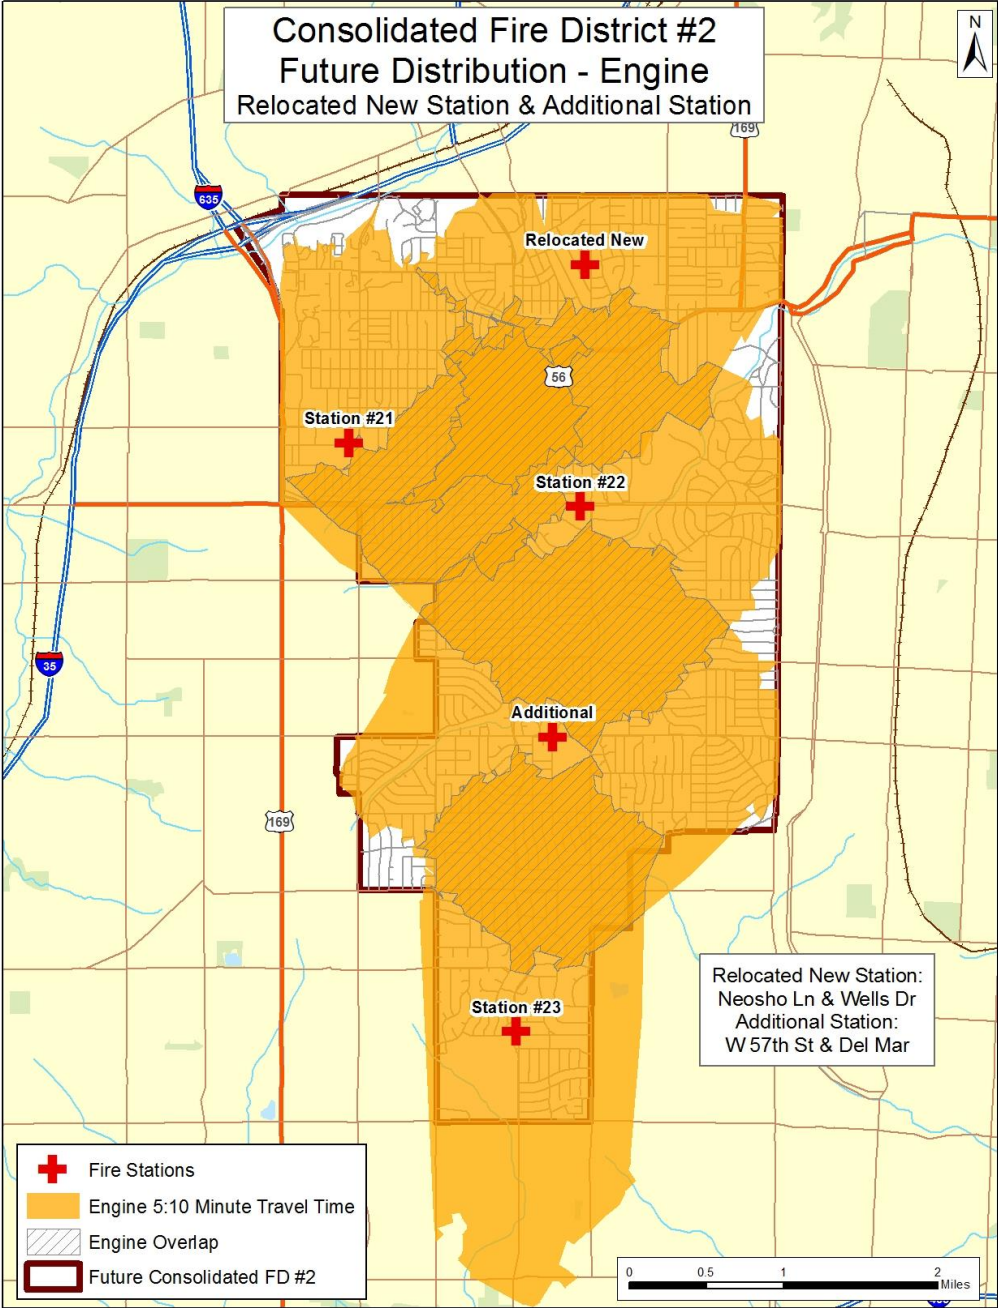 Consolidated Fire District #2
Future Distribution - Engine
Relocated New Station & Additional Station
N
169
635
Relocated New
56
Station #21
Station #22
35
Additional
169
Relocated New Station:
Neosho Ln & Wells Dr
Additional Station:
W 57th St & Del Mar
Station #23
Fire Stations
Engine 5:10 Minute Travel Time
Engine Overlap
Future Consolidated FD #2
0 0.5 1 2
Miles